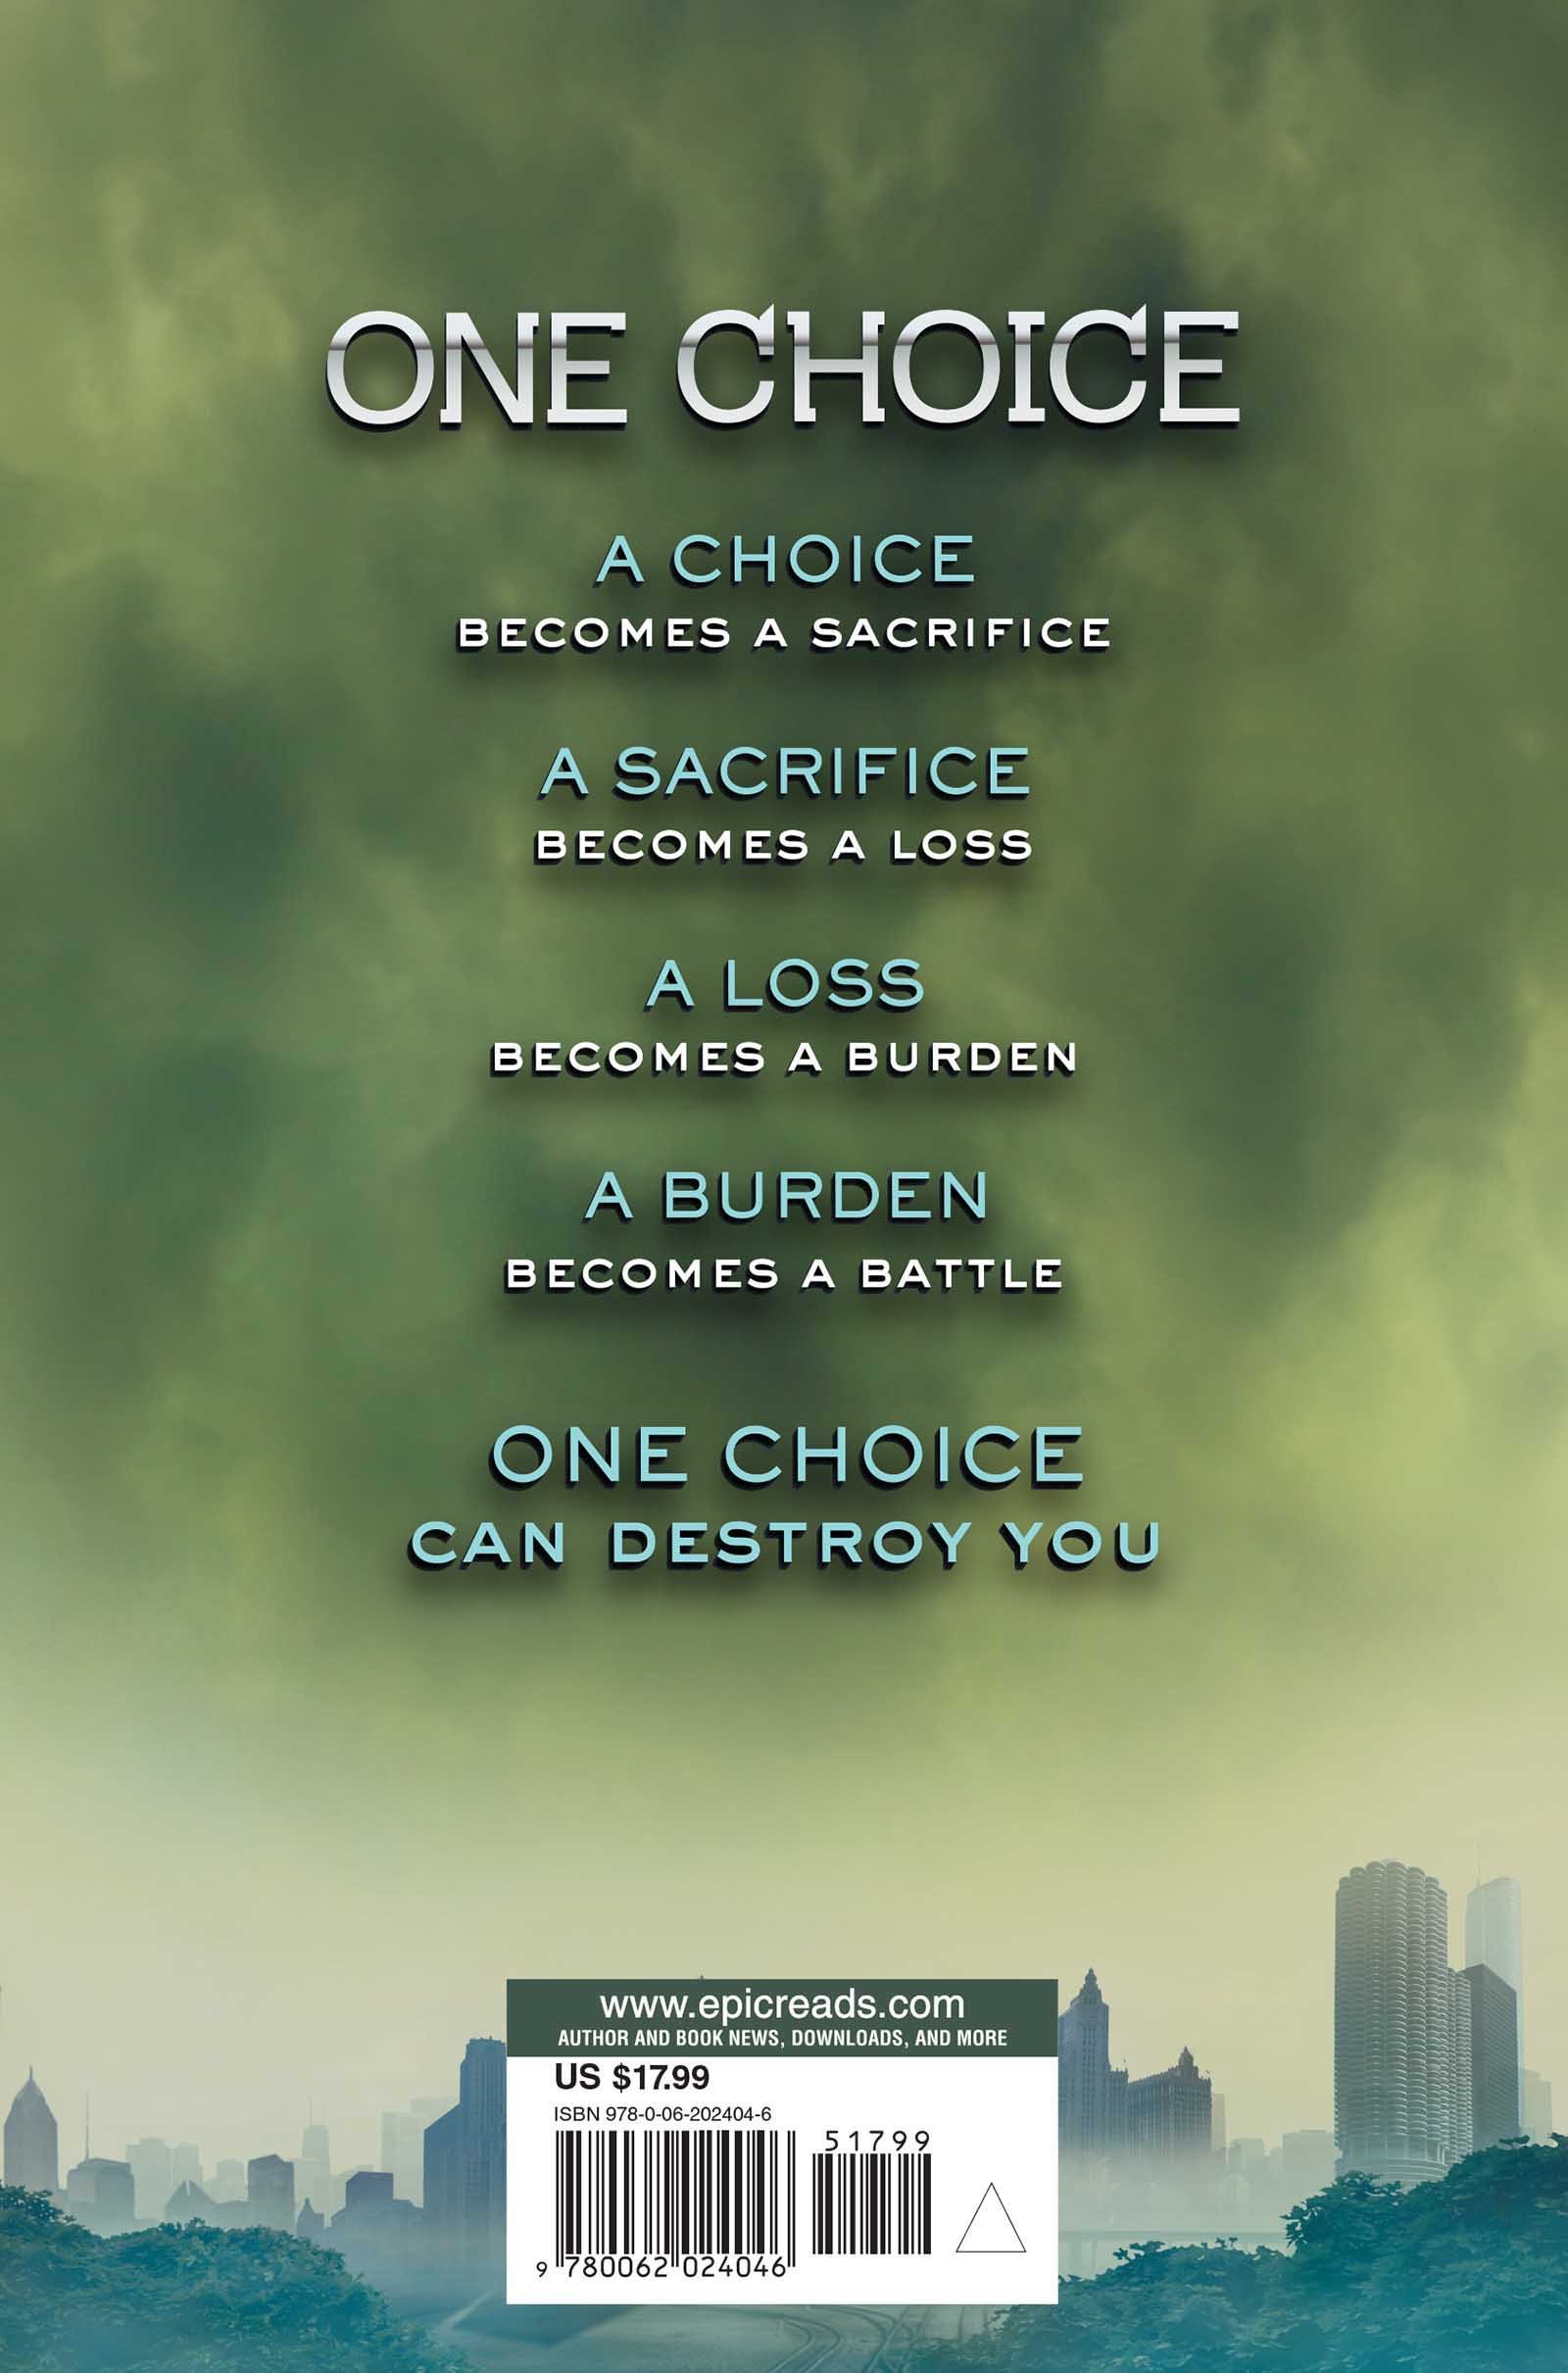 ONE CHOICE
A CHOICE
BECOMES A SACRIFICE
A SACRIFICE
BECOMES A LOSS
A LOSS
BECOMES A BURDEN
A BURDEN
BECOMES A BATTLE
ONE CHOICE
CAN DESTROY YOU
www.epicreads.com
AUTHOR AND BOOK NEWS, DOWNLOADS, AND MORE
US $17.99
ISBN 978-0-06-202404-6
51799
9 780062 024046